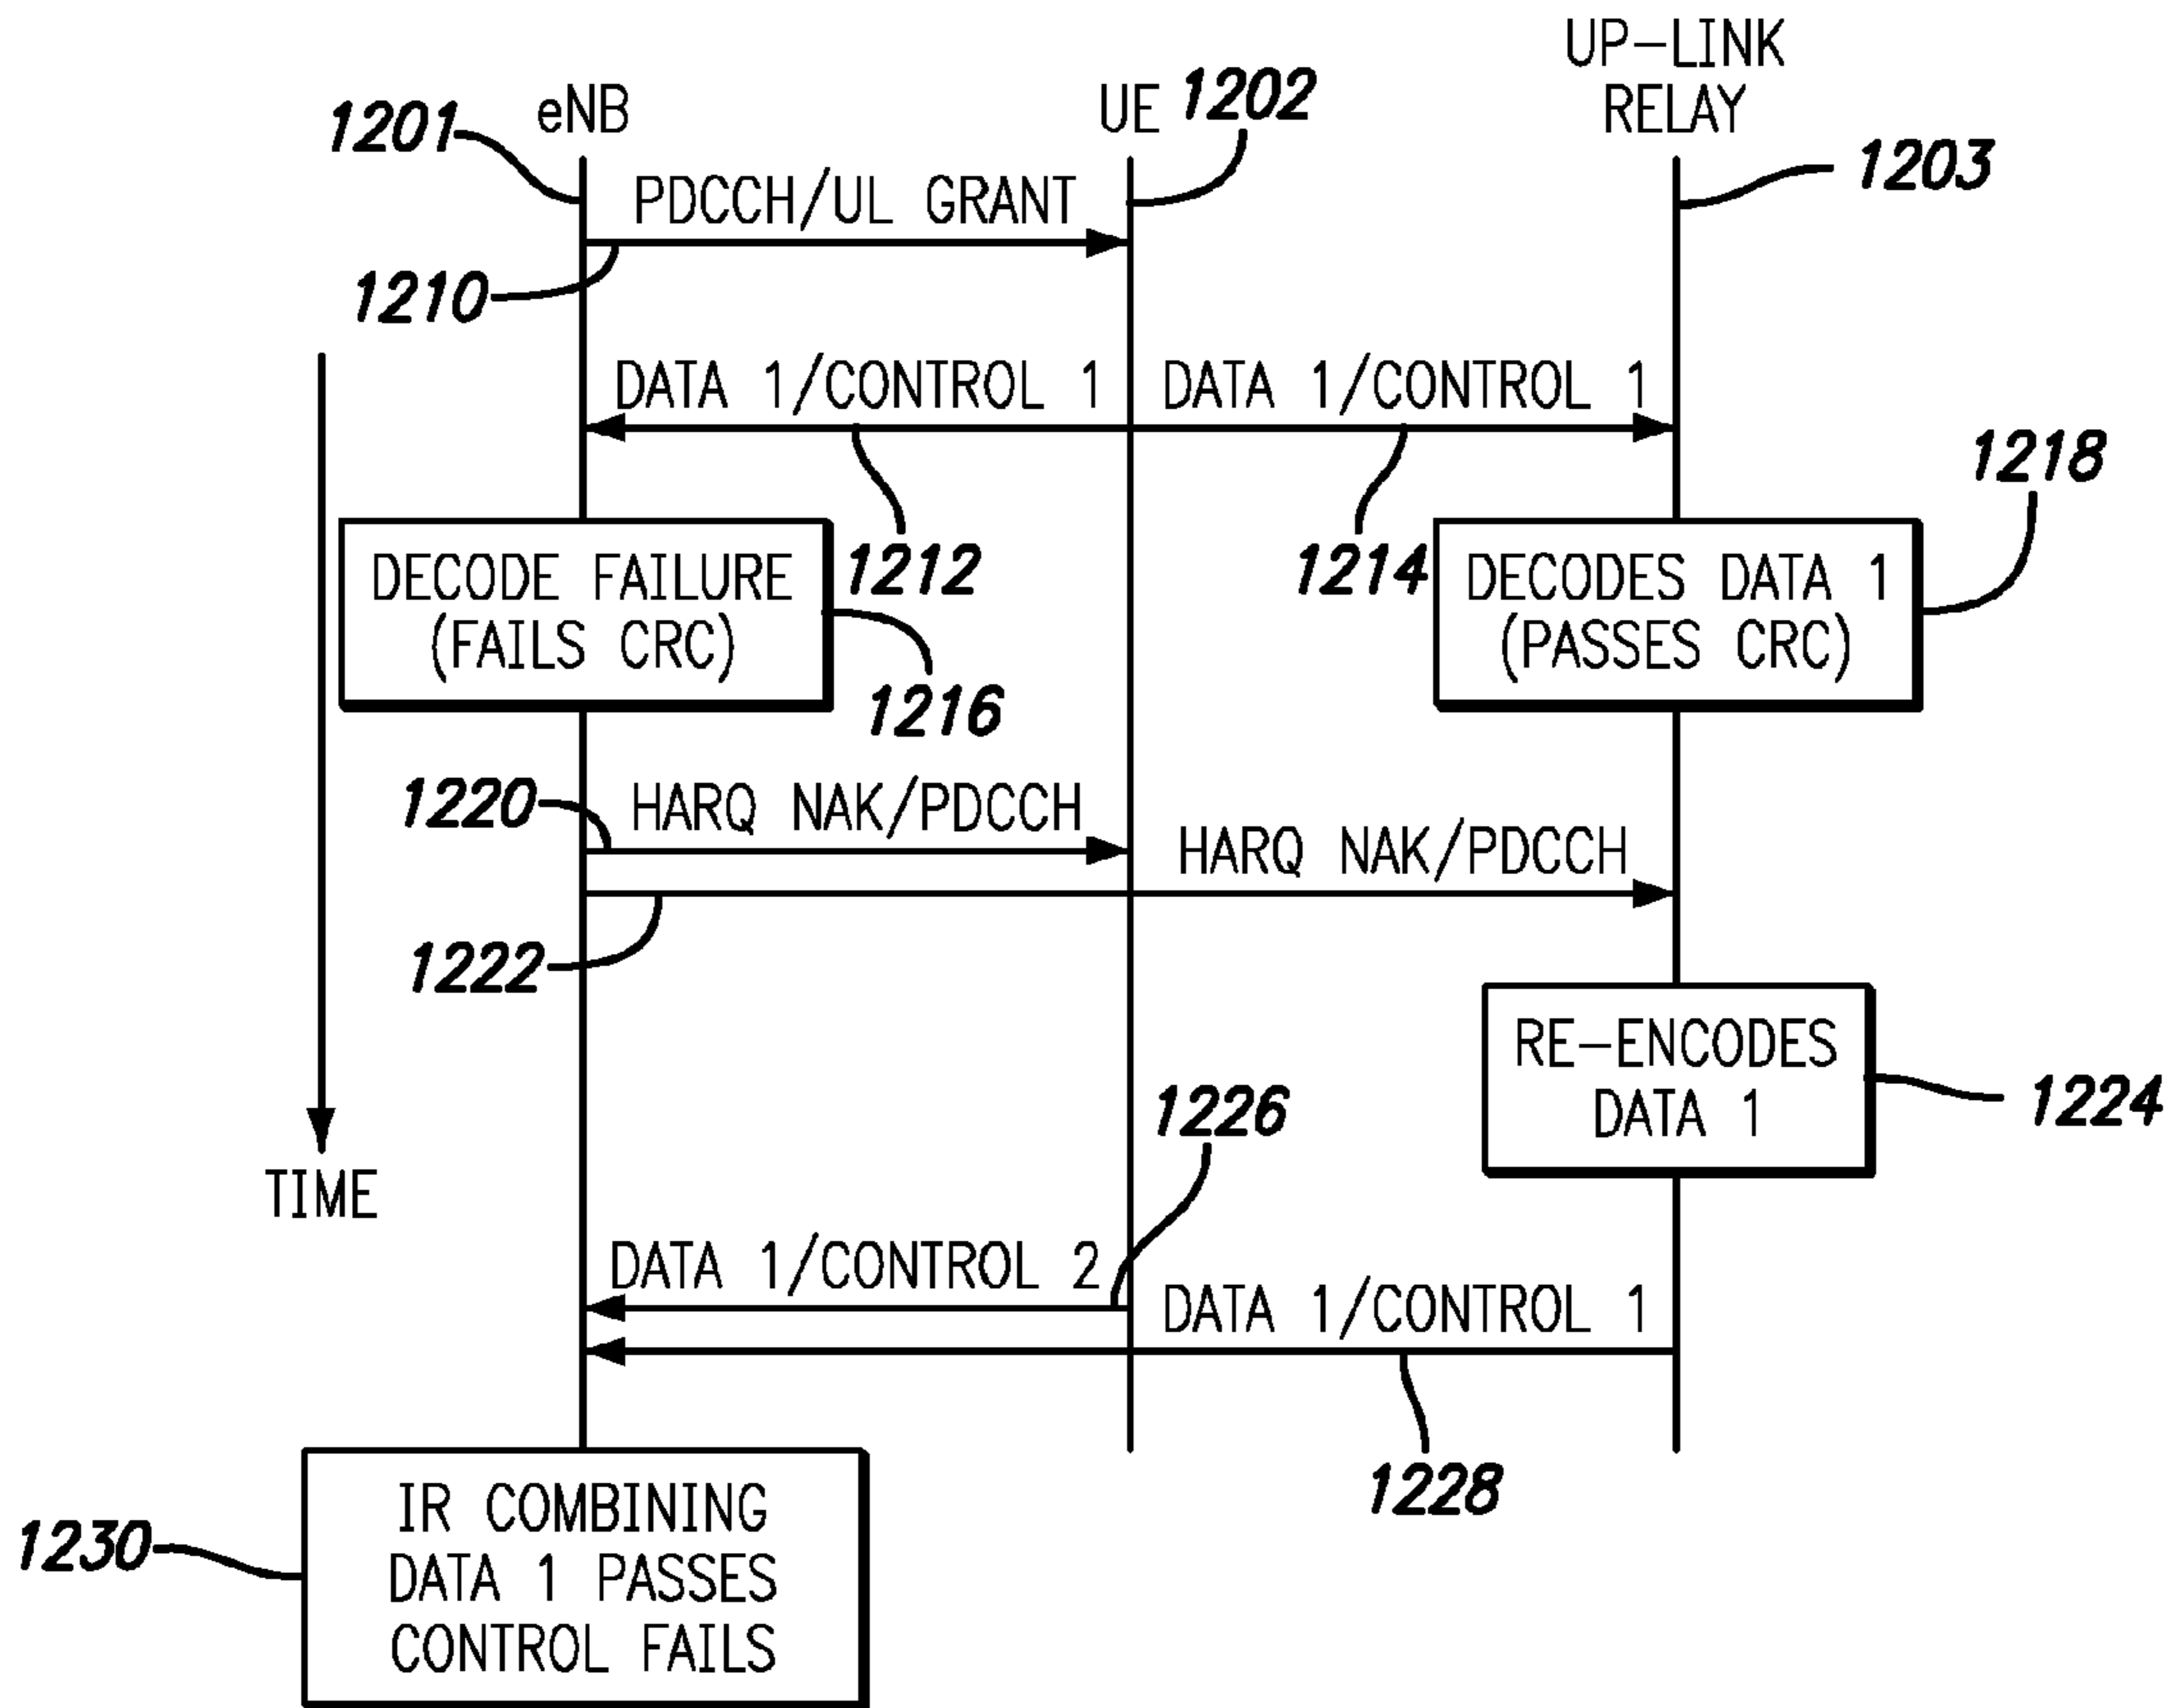 UP-LINK
RELAY
eNB
UE
1201
1202
1203
PDCCH/UL GRANT
1210
DATA 1/CONTROL 1
DATA 1/CONTROL 1
1212
1214
1218
DECODE FAILURE
(FAILS CRC)
DECODES DATA 1
(PASSES CRC)
1216
1220
HARQ NAK/PDCCH
HARQ NAK/PDCCH
1222
RE-ENCODES
DATA 1
1224
1226
TIME
DATA 1/CONTROL 2
DATA 1/CONTROL 1
1228
1230
IR COMBINING
DATA 1 PASSES
CONTROL FAILS